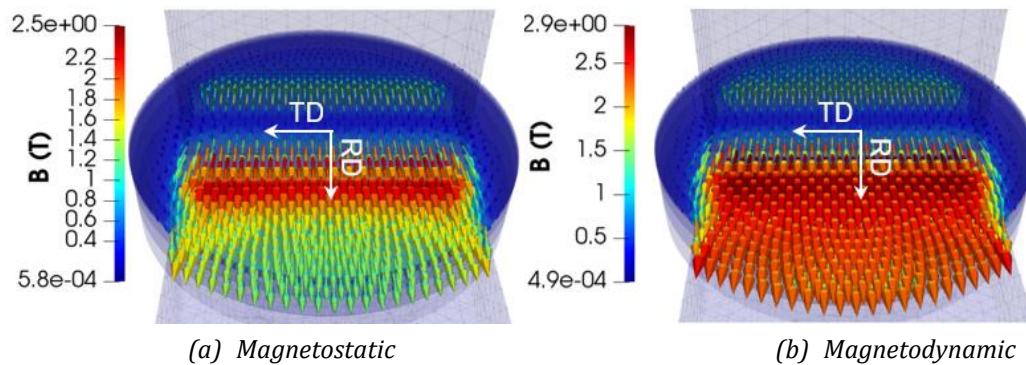 2.5e+00
2.2
2
1.8
1.6
1.4
1.2
1
0.8
0.6
0.4
5.8e-04
B (T)
TD
RD
(a) Magnetostatic
2.9e+00
2.5
2
1.5
1
0.5
4.9e-04
B (T)
TD
RD
(b) Magnetodynamic